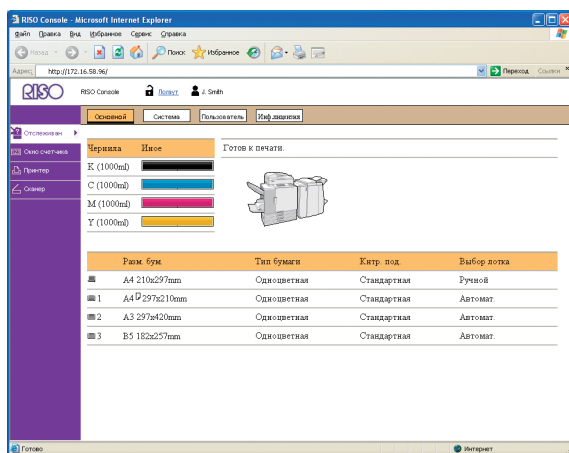 RISO Console - Microsoft Internet Explorer
Файл Правка Вид Избранное Сервис Справка
Назад Поиск Избранное
Адрес: http://172.16.58.96/ Переход Ссылки »
RISO RISO Console Логаут J. Smith
Основной Система Пользователь Инф.лицензия
Отслеживан
Окно счетчика
Принтер
Сканер
Чернила Иное
Готов к печати.
K (1000ml)
C (1000ml)
M (1000ml)
Y (1000ml)
Разм. бум. Тип бумаги Кнтр. под. Выбор лотка
A4 210x297mm Одноцветная Стандартная Ручной
1 A4 297x210mm Одноцветная Стандартная Автомат.
2 A3 297x420mm Одноцветная Стандартная Автомат.
3 B5 182x257mm Одноцветная Стандартная Автомат.
Готово Интернет